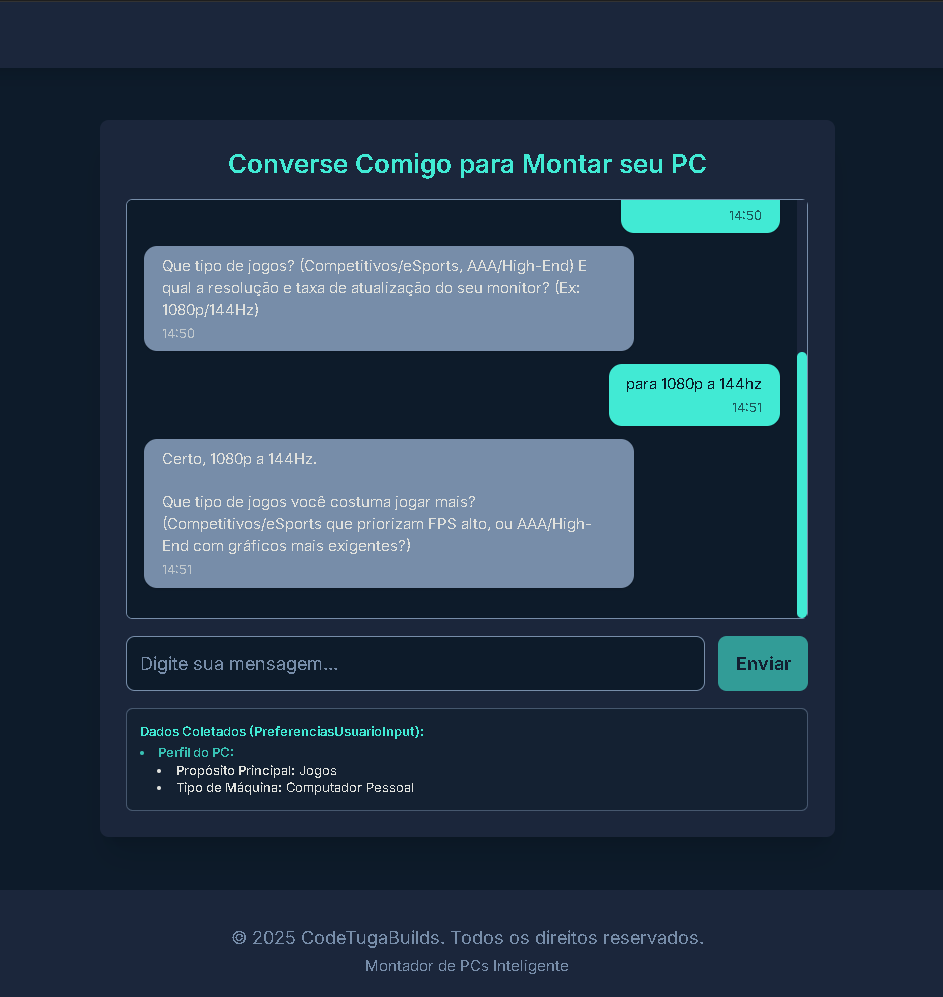 Converse Comigo para Montar seu PC
14:50
Que tipo de jogos? (Competitivos/eSports, AAA/High-End) E
qual a resolução e taxa de atualização do seu monitor? (Ex:
1080p/144Hz)
14:50
para 1080p a 144hz
14:51
Certo, 1080p a 144Hz.
Que tipo de jogos você costuma jogar mais?
(Competitivos/eSports que priorizam FPS alto, ou AAA/High-
End com gráficos mais exigentes?)
14:51
Digite sua mensagem...
Enviar
Dados Coletados (PreferenciasUsuarioInput):
• Perfil do PC:
• Propósito Principal: Jogos
• Tipo de Máquina: Computador Pessoal
© 2025 CodeTugaBuilds. Todos os direitos reservados.
Montador de PCs Inteligente